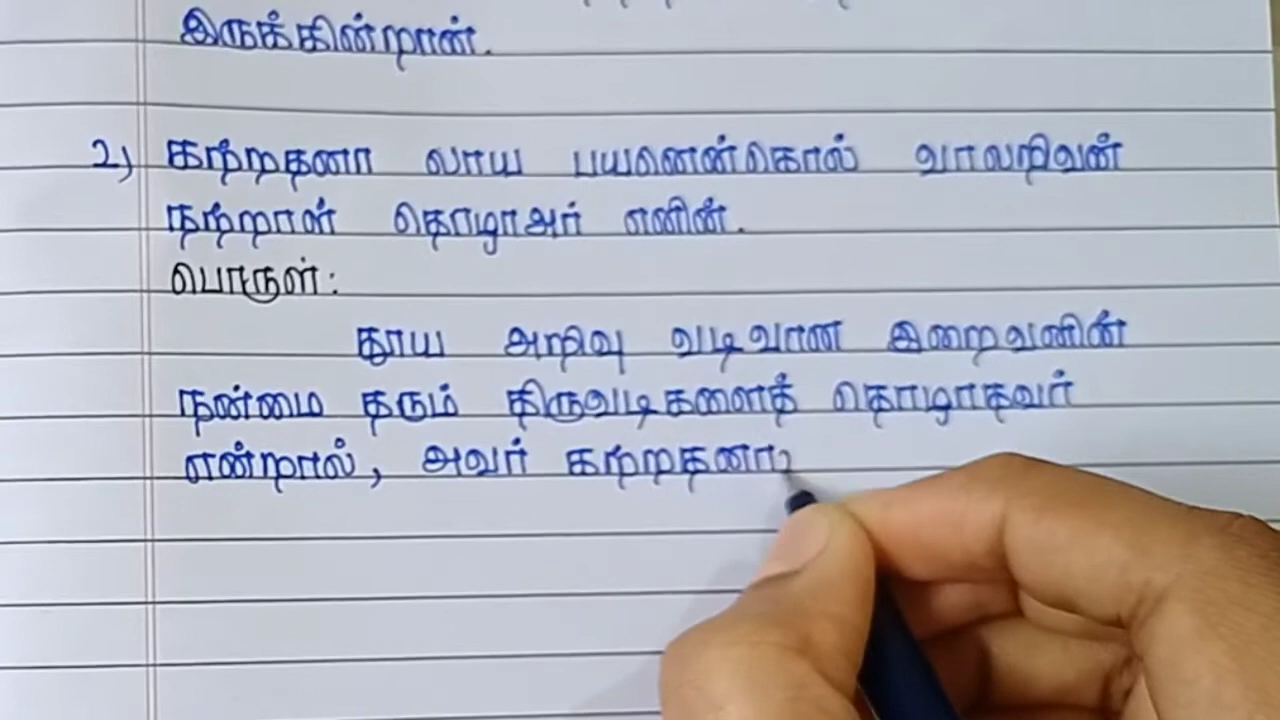 இருக்கின்றான்.
2) கற்றதனா லாய பயனென்கொல் வாலறிவன்
நற்றாள் தொழாஅர் எனின்.
பொருள்:
தூய அறிவு வடிவான இறைவனின்
நன்மை தரும் திருவடிகளைத் தொழாதவர்
என்றால், அவர் கற்றதனா